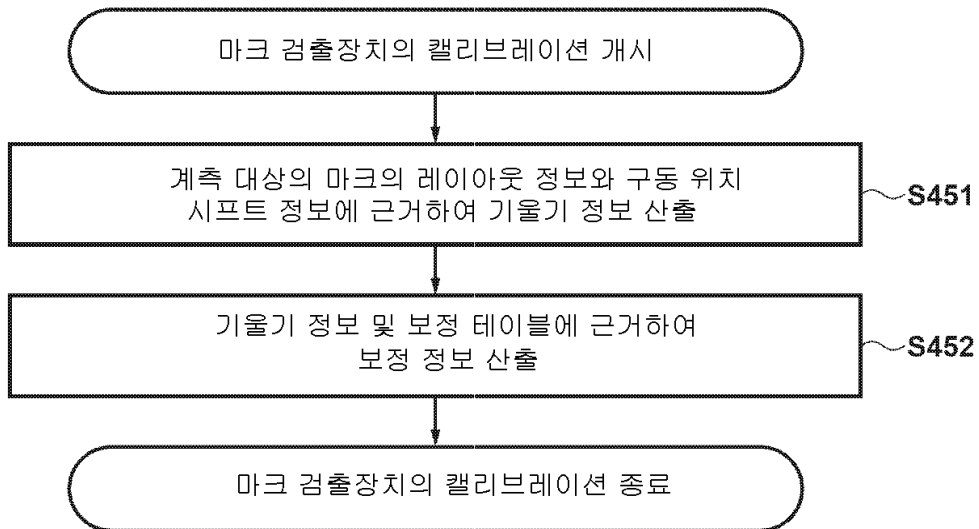 마크 검출장치의 캘리브레이션 개시
계측 대상의 마크의 레이아웃 정보와 구동 위치
시프트 정보에 근거하여 기울기 정보 산출
S451
기울기 정보 및 보정 테이블에 근거하여
보정 정보 산출
S452
마크 검출장치의 캘리브레이션 종료